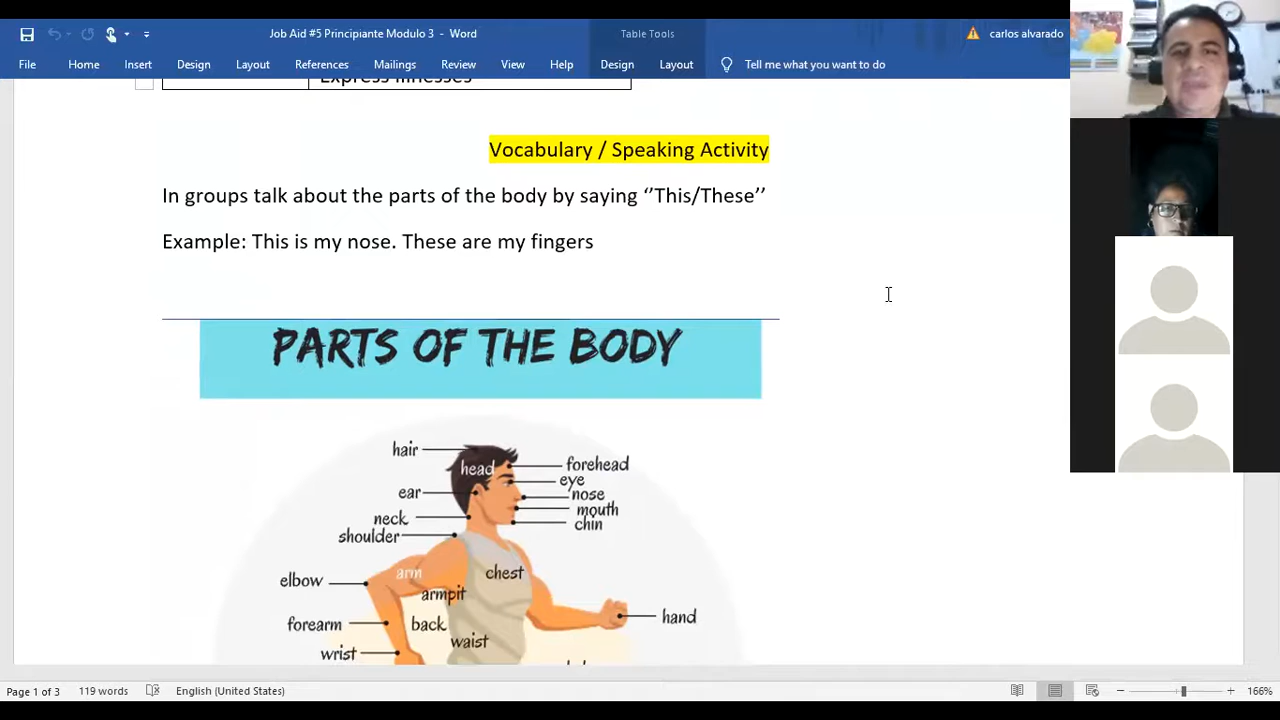 Job Aid #5 Principiante Modulo 3 - Word
Table Tools
carlos alvarado
File Home Insert Design Layout References Mailings Review View Help Design Layout Tell me what you want to do
Express Illnesses
Vocabulary / Speaking Activity
In groups talk about the parts of the body by saying ‘’This/These’’
Example: This is my nose. These are my fingers
PARTS OF THE BODY
hair
head
forehead
eye
ear
nose
mouth
neck
chin
shoulder
arm
chest
elbow
armpit
hand
forearm
back
waist
wrist
Page 1 of 3 119 words English (United States) 166%